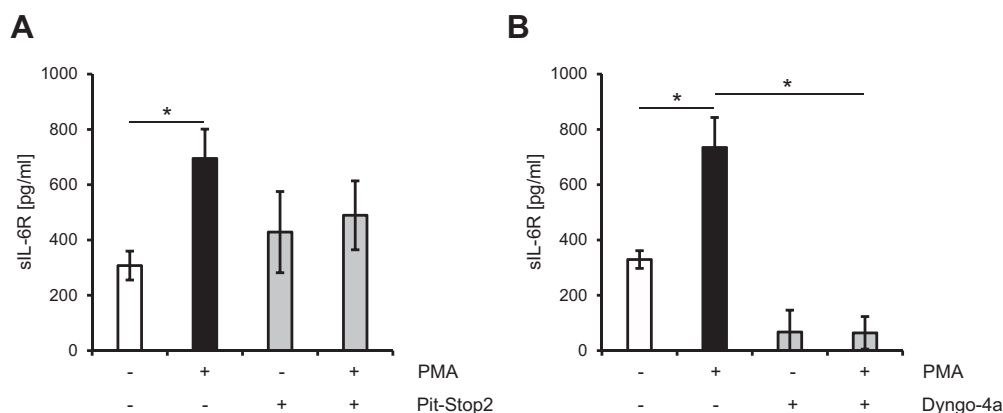 A
sIL-6R [pg/ml]
1000
800
600
400
200
0
*
- + - + PMA
- - + + Pit-Stop2
B
sIL-6R [pg/ml]
1000
800
600
400
200
0
* *
- + - + PMA
- - + + Dyngo-4a